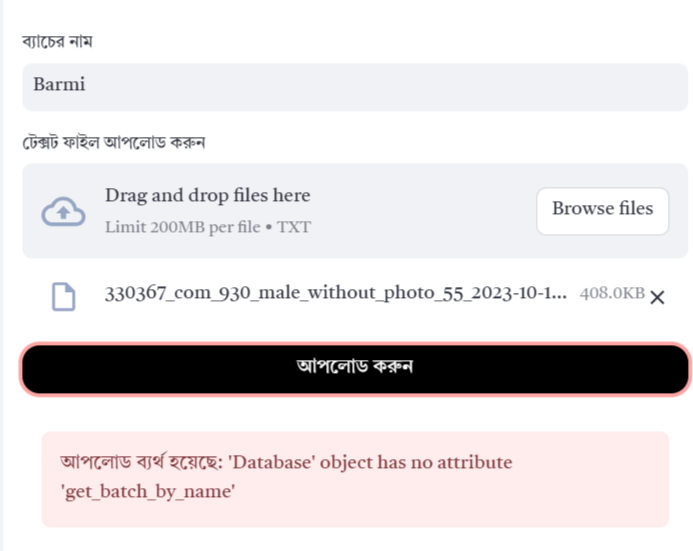 ব্যাচের নাম
Barmi
টেক্সট ফাইল আপলোড করুন
Drag and drop files here
Limit 200MB per file • TXT
Browse files
330367_com_930_male_without_photo_55_2023-10-1... 408.0KB
আপলোড করুন
আপলোড ব্যর্থ হয়েছে: 'Database' object has no attribute
'get_batch_by_name'